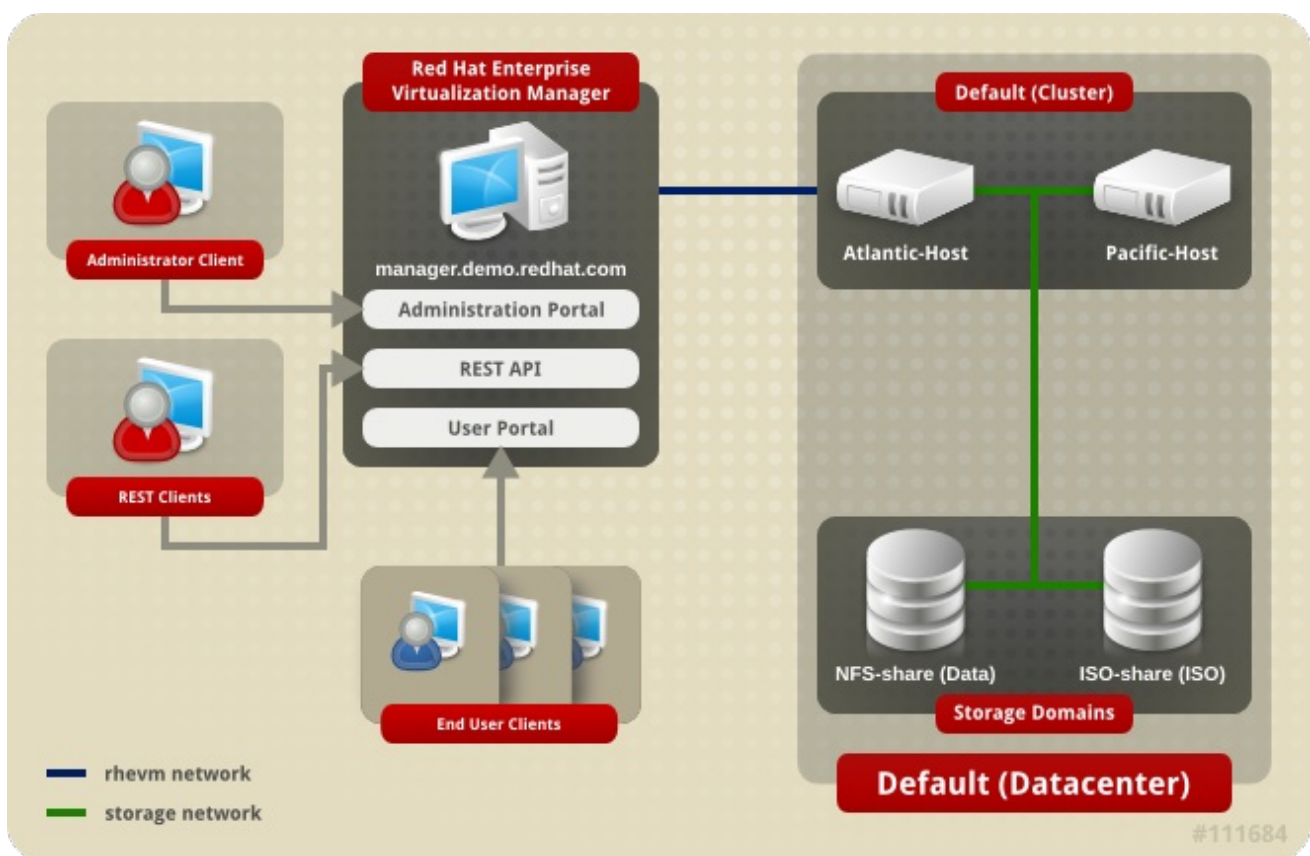 Red Hat Enterprise
Virtualization Manager
Default (Cluster)
Administrator Client
manager.demo.redhat.com
Atlantic-Host
Pacific-Host
Administration Portal
REST API
User Portal
REST Clients
End User Clients
NFS-share (Data)
ISO-share (ISO)
Storage Domains
Default (Datacenter)
rhevm network
storage network
#111684